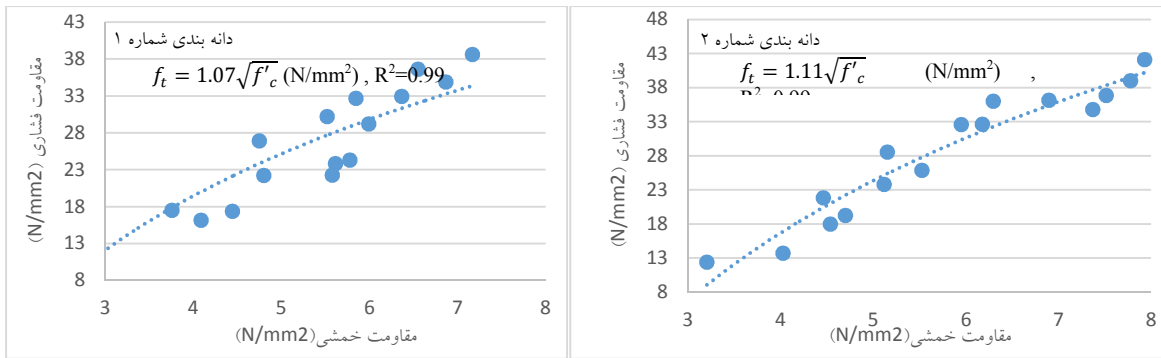 دانه بندی شماره ۱
f_t = 1.07√f'_c (N/mm²) , R²=0.99
43
38
33
28
23
18
13
8
مقاومت فشاری (N/mm2)
3 4 5 6 7 8
مقاومت خمشی(N/mm2)
دانه بندی شماره ۲
f_t = 1.11√f'_c (N/mm²) ,
R²=0.99
48
43
38
33
28
23
18
13
8
مقاومت فشاری (N/mm2)
3 4 5 6 7 8
مقاومت خمشی(N/mm2)